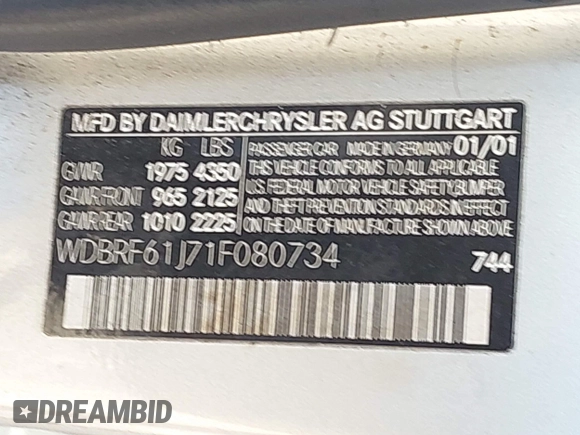 MFD BY DAIMLERCHRYSLER AG STUTTGART
KG LBS
GVWR 1975 4350
GAWR FRONT 965 2125
GAWR REAR 1010 2225
PASSENGER CAR MADE IN GERMANY 01/01
THIS VEHICLE CONFORMS TO ALL APPLICABLE
U.S. FEDERAL MOTOR VEHICLE SAFETY, BUMPER
AND THEFT PREVENTION STANDARDS IN EFFECT
ON THE DATE OF MANUFACTURE SHOWN ABOVE.
WDBRF61J71F080734 744
DREAMBID